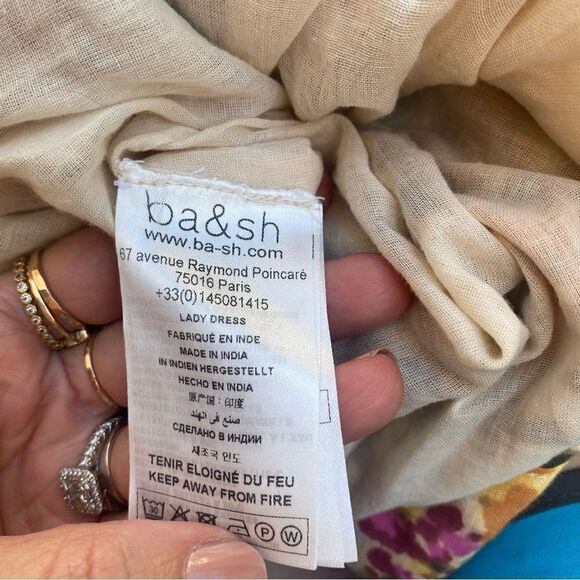 ba&sh
www.ba-sh.com
67 avenue Raymond Poincaré
75016 Paris
+33(0)145081415
LADY DRESS
FABRIQUÉ EN INDE
MADE IN INDIA
IN INDIEN HERGESTELLT
HECHO EN INDIA
原产国: 印度
صنع في الهند
СДЕЛАНО В ИНДИИ
제조국 인도
TENIR ELOIGNÉ DU FEU
KEEP AWAY FROM FIRE
30 P W